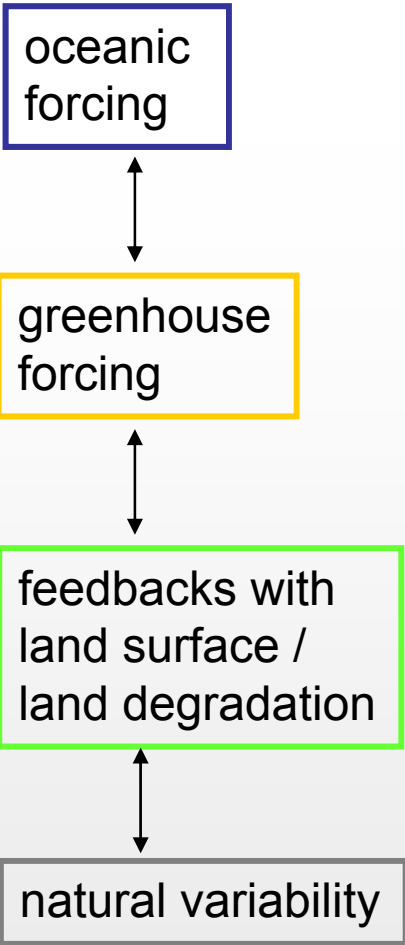 oceanic
forcing
greenhouse
forcing
feedbacks with
land surface /
land degradation
natural variability